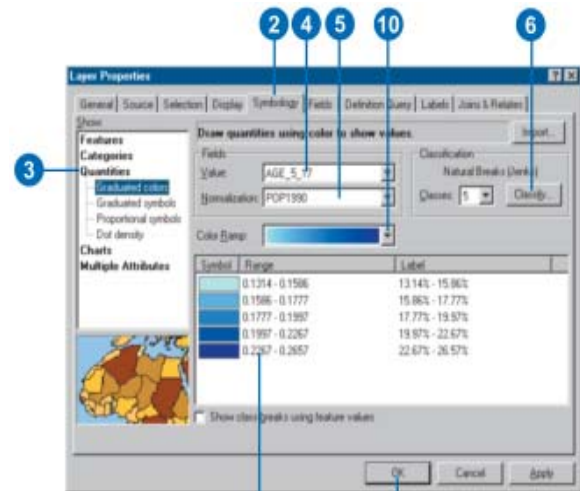 2 4 5 10 6
Layer Properties
General Source Selection Display Symbology Fields Definition Query Labels Joins & Relates
Show:
Features
Categories
3 Quantities
Graduated colors
Graduated symbols
Proportional symbols
Dot density
Charts
Multiple Attributes
Draw quantities using color to show values. Import...
Fields
Value: AGE_5_17
Normalization: POP1990
Classification
Natural Breaks (Jenks)
Classes: 5 Classify...
Color Ramp:
Symbol Range Label
0.1314 - 0.1586 13.14% - 15.86%
0.1586 - 0.1777 15.86% - 17.77%
0.1777 - 0.1997 17.77% - 19.97%
0.1997 - 0.2267 19.97% - 22.67%
0.2267 - 0.2657 22.67% - 26.57%
Show class breaks using feature values
OK Cancel Apply